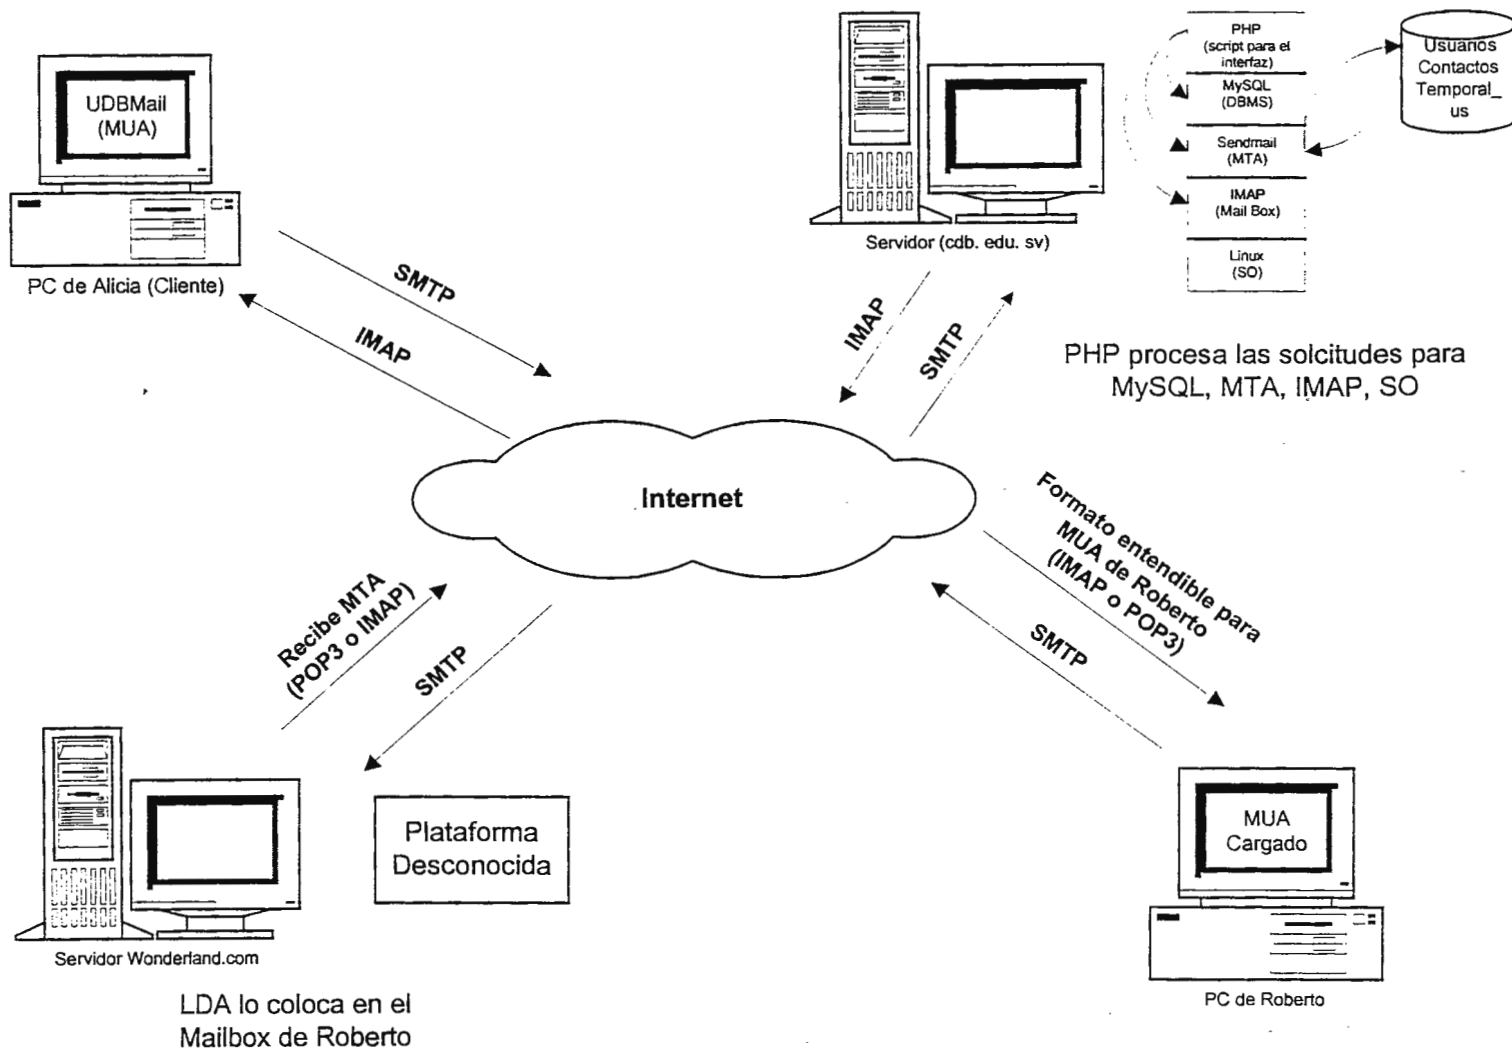 UDBMail
(MUA)
PC de Alicia (Cliente)
SMTP
IMAP
Servidor (cdb. edu. sv)
PHP
(script para el
interfaz)
MySQL
(DBMS)
Sendmail
(MTA)
IMAP
(Mail Box)
Linux
(SO)
Usuarios
Contactos
Temporal_
us
IMAP
SMTP
PHP procesa las solcitudes para
MySQL, MTA, IMAP, SO
Internet
Formato entendible para
MUA de Roberto
(IMAP o POP3)
SMTP
Recibe MTA
(POP3 o IMAP)
SMTP
Plataforma
Desconocida
Servidor Wonderland.com
LDA lo coloca en el
Mailbox de Roberto
MUA
Cargado
PC de Roberto